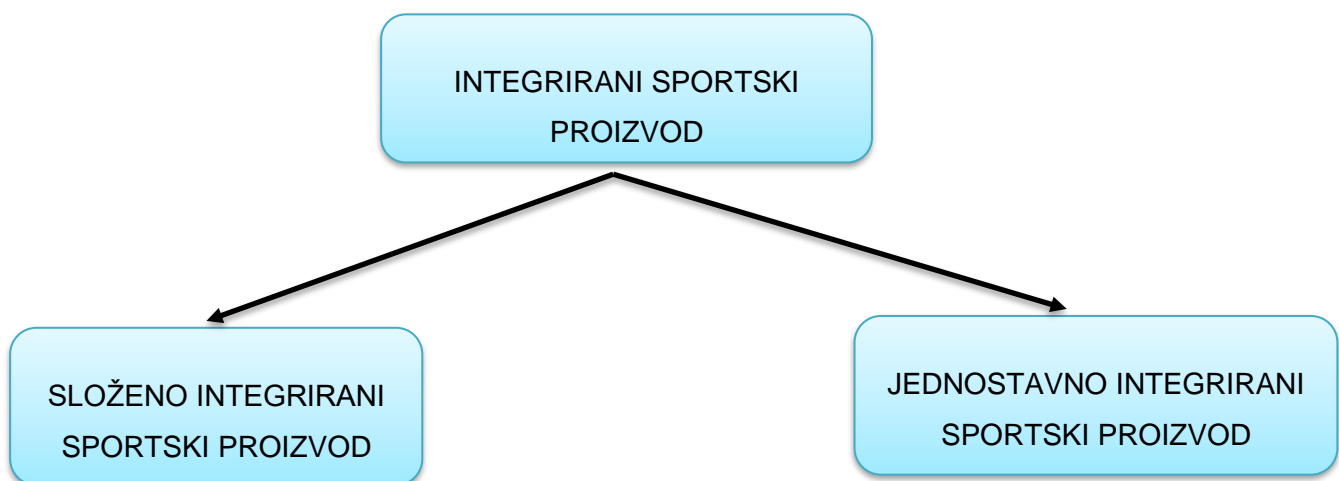 INTEGRIRANI SPORTSKI
PROIZVOD
SLOŽENO INTEGRIRANI
SPORTSKI PROIZVOD
JEDNOSTAVNO INTEGRIRANI
SPORTSKI PROIZVOD